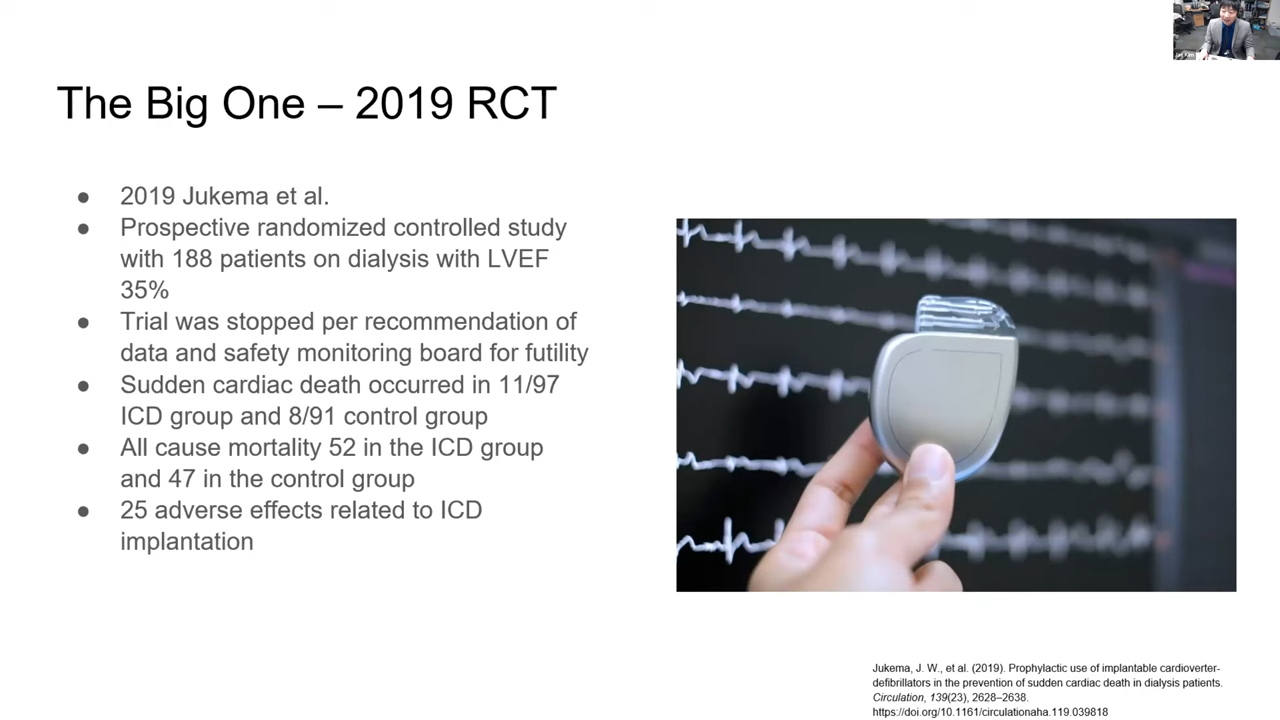 The Big One – 2019 RCT
● 2019 Jukema et al.
● Prospective randomized controlled study
with 188 patients on dialysis with LVEF
35%
● Trial was stopped per recommendation of
data and safety monitoring board for futility
● Sudden cardiac death occurred in 11/97
ICD group and 8/91 control group
● All cause mortality 52 in the ICD group
and 47 in the control group
● 25 adverse effects related to ICD
implantation
Jukema, J. W., et al. (2019). Prophylactic use of implantable cardioverter-
defibrillators in the prevention of sudden cardiac death in dialysis patients.
Circulation, 139(23), 2628–2638.
https://doi.org/10.1161/circulationaha.119.039818